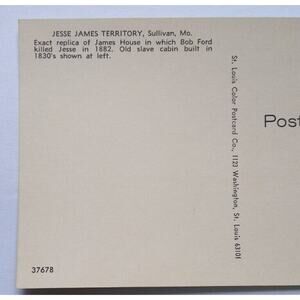 JESSE JAMES TERRITORY, Sullivan, Mo.
Exact replica of James House in which Bob Ford
killed Jesse in 1882. Old slave cabin built in
1830's shown at left.
St. Louis Color Postcard Co., 1123 Washington, St. Louis 63101
Post
37678